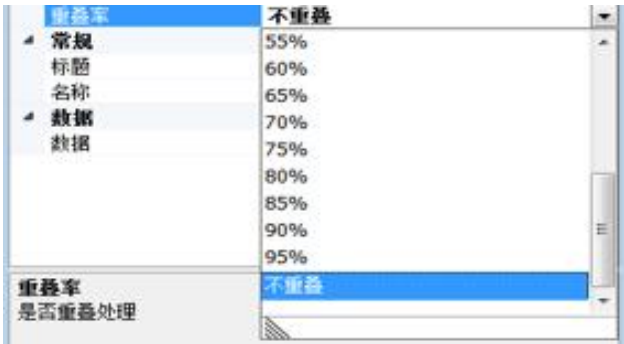 重叠率 不重叠
常规 55%
标题 60%
名称 65%
数据 70%
数据 75%
80%
85%
90%
95%
不重叠
重叠率
是否重叠处理